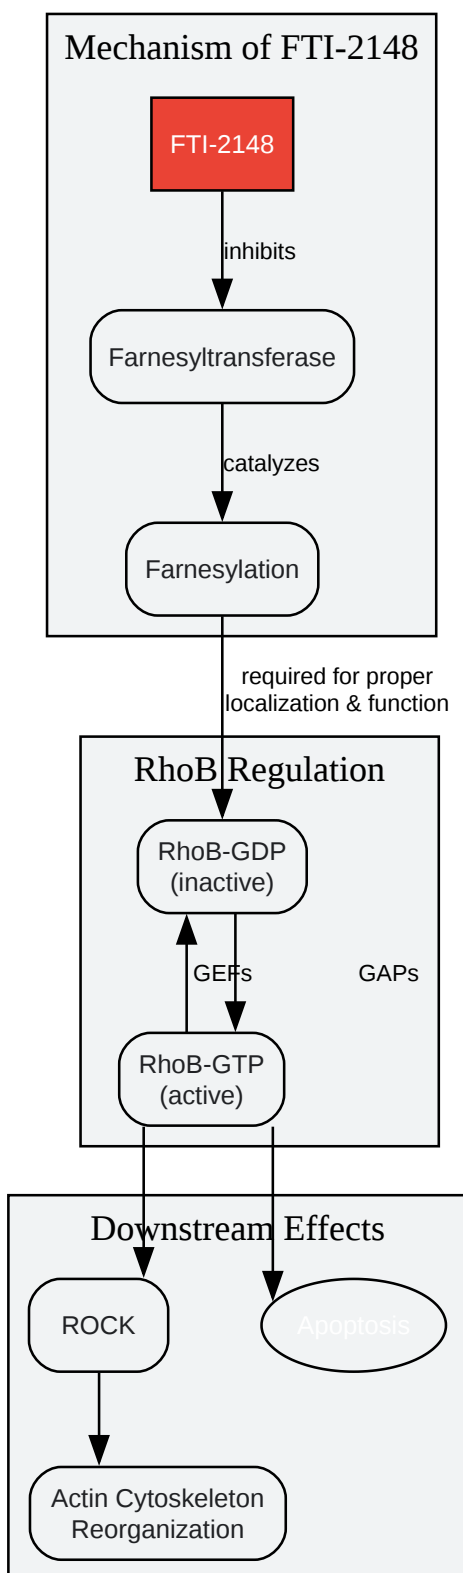 Mechanism of FTI-2148
FTI-2148
inhibits
Farnesyltransferase
catalyzes
Farnesylation
required for proper
localization & function
RhoB Regulation
RhoB-GDP
(inactive)
GEFs
GAPs
RhoB-GTP
(active)
Downstream Effects
ROCK
Apoptosis
Actin Cytoskeleton
Reorganization